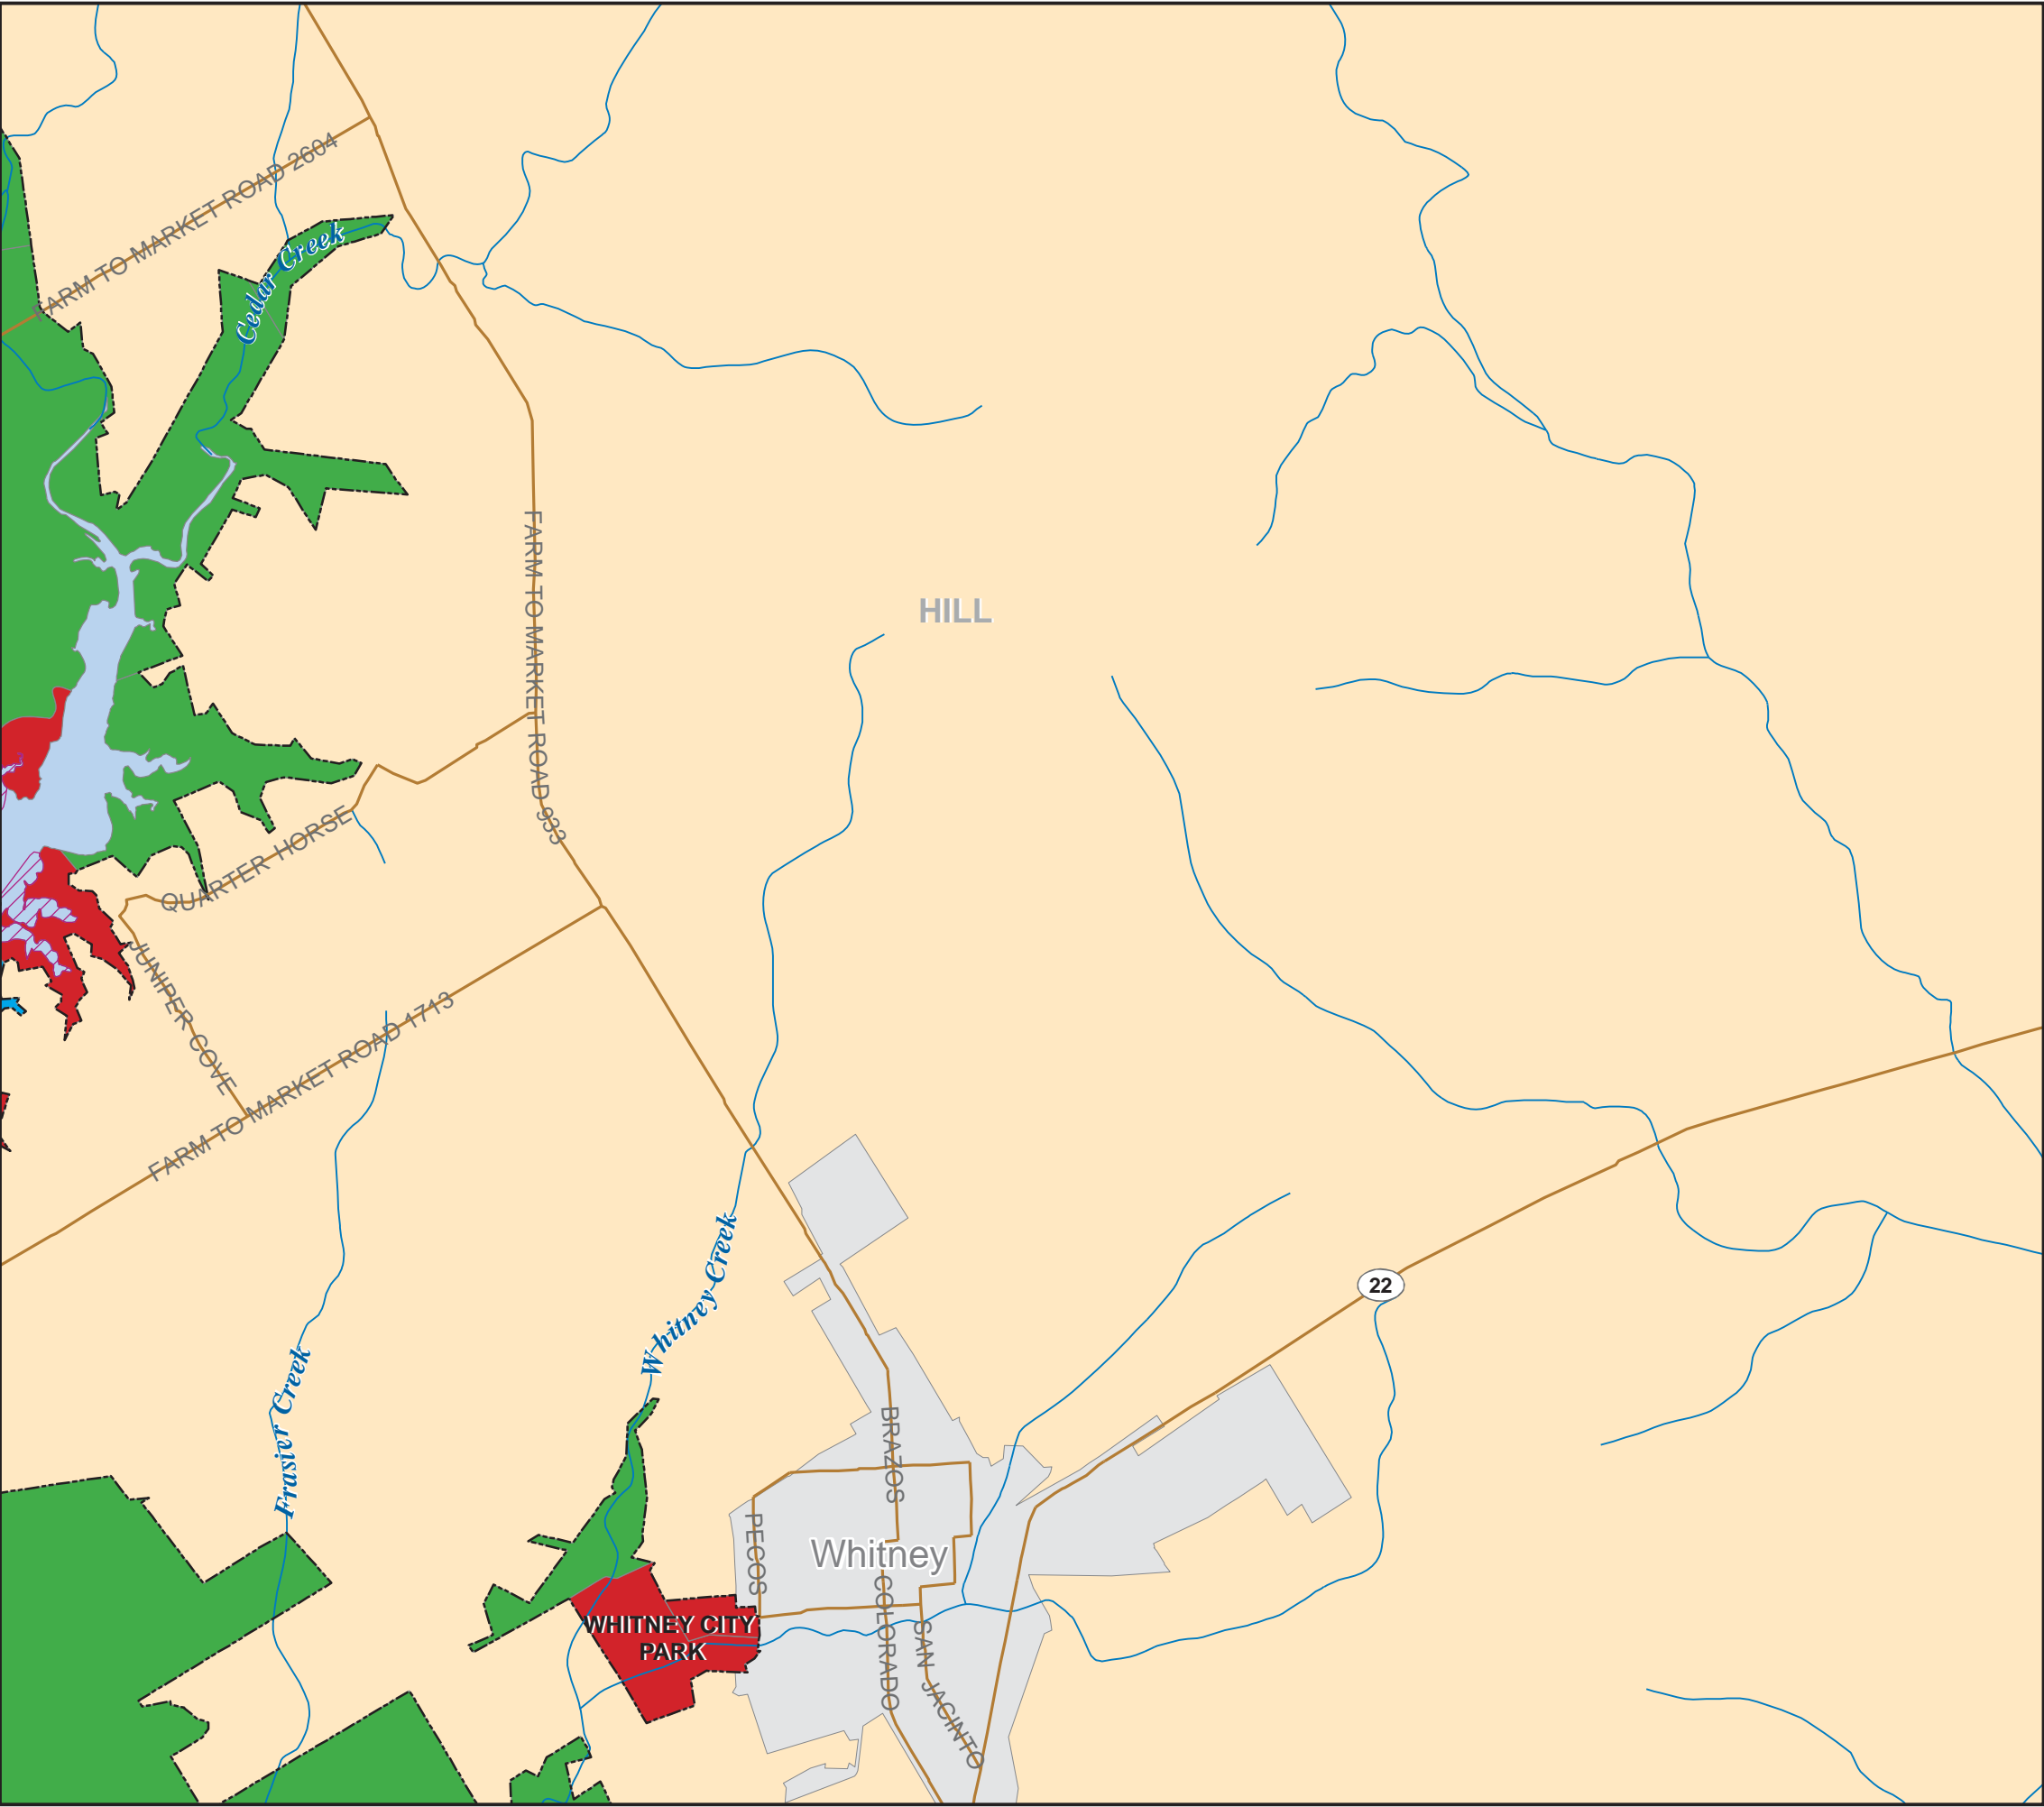 FARM TO MARKET ROAD 2604
Cedar Creek
FARM TO MARKET ROAD 933
HILL
QUARTER HORSE
JUNIPER COVE
FARM TO MARKET ROAD 1713
Whitney Creek
22
Frasier Creek
BRAZOS
PECOS
Whitney
COLORADO
WHITNEY CITY
PARK
SAN JACINTO